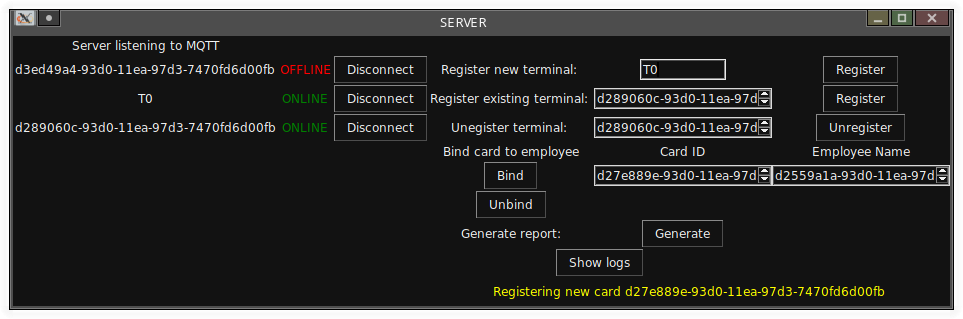 SERVER
Server listening to MQTT
d3ed49a4-93d0-11ea-97d3-7470fd6d00fb OFFLINE Disconnect Register new terminal: T0 Register
T0 ONLINE Disconnect Register existing terminal: d289060c-93d0-11ea-97d Register
d289060c-93d0-11ea-97d3-7470fd6d00fb ONLINE Disconnect Unegister terminal: d289060c-93d0-11ea-97d Unregister
Bind card to employee Card ID Employee Name
Bind d27e889e-93d0-11ea-97d d2559a1a-93d0-11ea-97d
Unbind
Generate report: Generate
Show logs
Registering new card d27e889e-93d0-11ea-97d3-7470fd6d00fb